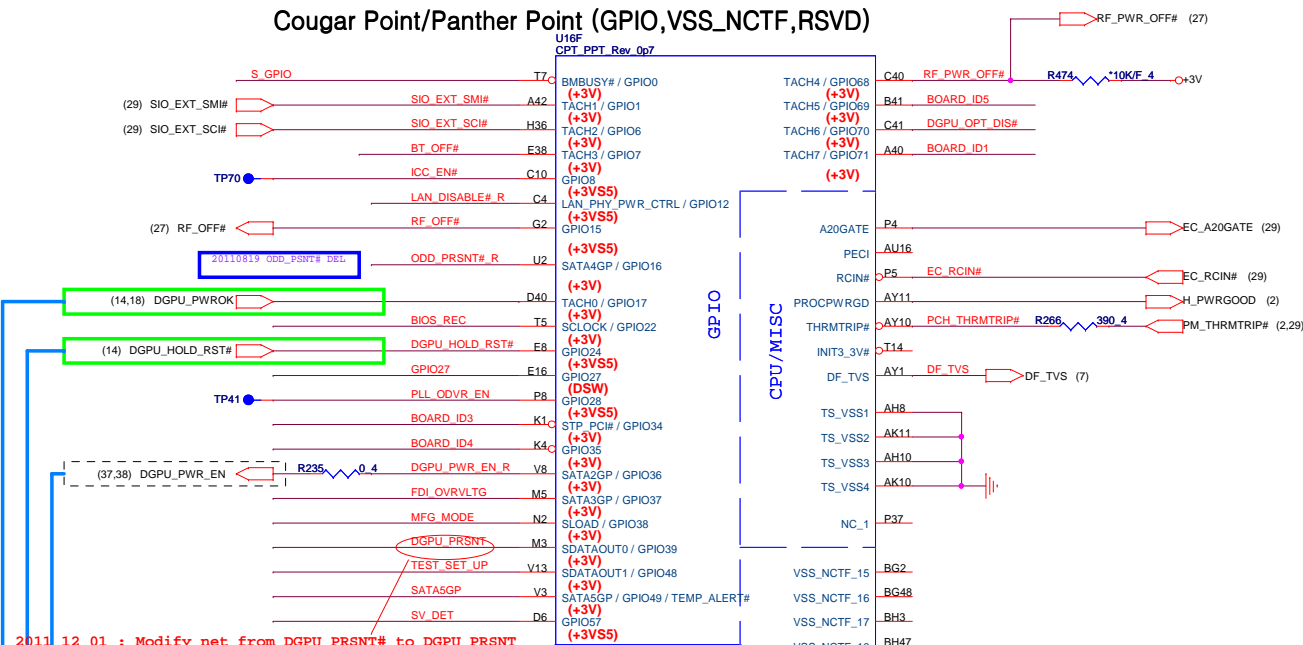 Cougar Point/Panther Point (GPIO,VSS_NCTF,RSVD)
U16F
CPT_PPT_Rev_0p7
RF_PWR_OFF# (27)
S_GPIO T7 BMBUSY# / GPIO0
(+3V)
(29) SIO_EXT_SMI# SIO_EXT_SMI# A42 TACH1 / GPIO1
(+3V)
(29) SIO_EXT_SCI# SIO_EXT_SCI# H36 TACH2 / GPIO6
(+3V)
BT_OFF# E38 TACH3 / GPIO7
(+3V)
TP70 ICC_EN# C10 GPIO8
(+3VS5)
LAN_DISABLE#_R C4 LAN_PHY_PWR_CTRL / GPIO12
(+3VS5)
(27) RF_OFF# RF_OFF# G2 GPIO15
(+3VS5)
20110819 ODD_PSNT# DEL
ODD_PRSNT#_R U2 SATA4GP / GPIO16
(+3V)
(14,18) DGPU_PWROK D40 TACH0 / GPIO17
(+3V)
BIOS_REC T5 SCLOCK / GPIO22
(+3V)
(14) DGPU_HOLD_RST# DGPU_HOLD_RST# E8 GPIO24
(+3VS5)
GPIO27 E16 GPIO27
(DSW)
TP41 PLL_ODVR_EN P8 GPIO28
(+3VS5)
BOARD_ID3 K1 STP_PCI# / GPIO34
(+3V)
BOARD_ID4 K4 GPIO35
(+3V)
(37,38) DGPU_PWR_EN R235 0_4 DGPU_PWR_EN_R V8 SATA2GP / GPIO36
(+3V)
FDI_OVRVLTG M5 SATA3GP / GPIO37
(+3V)
MFG_MODE N2 SLOAD / GPIO38
(+3V)
DGPU_PRSNT M3 SDATAOUT0 / GPIO39
(+3V)
TEST_SET_UP V13 SDATAOUT1 / GPIO48
(+3V)
SATA5GP V3 SATA5GP / GPIO49 / TEMP_ALERT#
(+3V)
SV_DET D6 GPIO57
(+3VS5)
2011 12 01 : Modify net from DGPU PRSNT# to DGPU PRSNT
GPIO
CPU/MISC
TACH4 / GPIO68 C40 RF_PWR_OFF# R474 *10K/F_4 +3V
(+3V)
TACH5 / GPIO69 B41 BOARD_ID5
(+3V)
TACH6 / GPIO70 C41 DGPU_OPT_DIS#
(+3V)
TACH7 / GPIO71 A40 BOARD_ID1
(+3V)
A20GATE P4 EC_A20GATE (29)
PECI AU16
RCIN# P5 EC_RCIN# EC_RCIN# (29)
PROCPWRGD AY11 H_PWRGOOD (2)
THRMTRIP# AY10 PCH_THRMTRIP# R266 390_4 PM_THRMTRIP# (2,29)
INIT3_3V# T14
DF_TVS AY1 DF_TVS DF_TVS (7)
TS_VSS1 AH8
TS_VSS2 AK11
TS_VSS3 AH10
TS_VSS4 AK10
NC_1 P37
VSS_NCTF_15 BG2
VSS_NCTF_16 BG48
VSS_NCTF_17 BH3
BH47